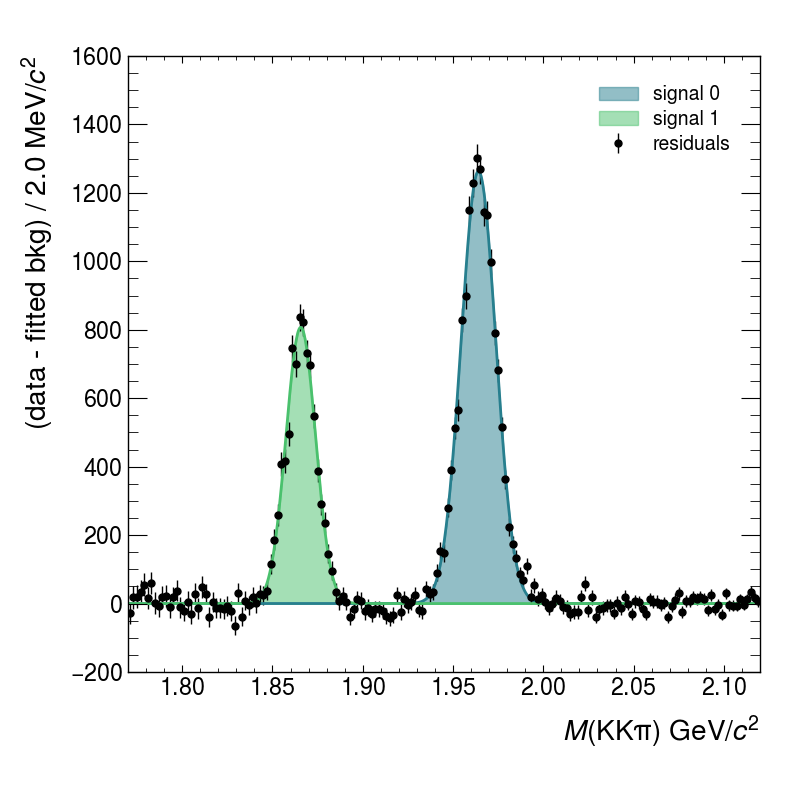 (data - fitted bkg) / 2.0 MeV/c²
1600
1400
1200
1000
800
600
400
200
0
−200
1.80 1.85 1.90 1.95 2.00 2.05 2.10
M(KKπ) GeV/c²
signal 0
signal 1
residuals